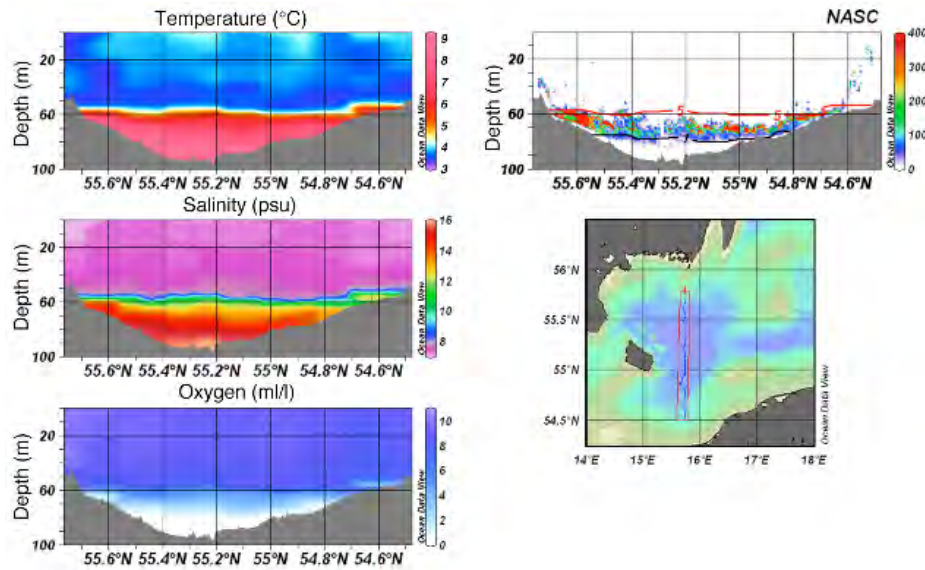 Temperature (°C)
Depth (m)
20
60
100
55.6°N 55.4°N 55.2°N 55°N 54.8°N 54.6°N
9
8
7
6
5
4
3
Ocean Data View
Salinity (psu)
Depth (m)
20
60
100
55.6°N 55.4°N 55.2°N 55°N 54.8°N 54.6°N
16
14
12
10
8
Ocean Data View
Oxygen (ml/l)
Depth (m)
20
60
100
55.6°N 55.4°N 55.2°N 55°N 54.8°N 54.6°N
10
8
6
4
2
0
Ocean Data View
NASC
Depth (m)
20
60
100
5
5
55.6°N 55.4°N 55.2°N 55°N 54.8°N 54.6°N
400
300
200
100
0
Ocean Data View
56°N
55.5°N
55°N
54.5°N
14°E 15°E 16°E 17°E 18°E
Ocean Data View